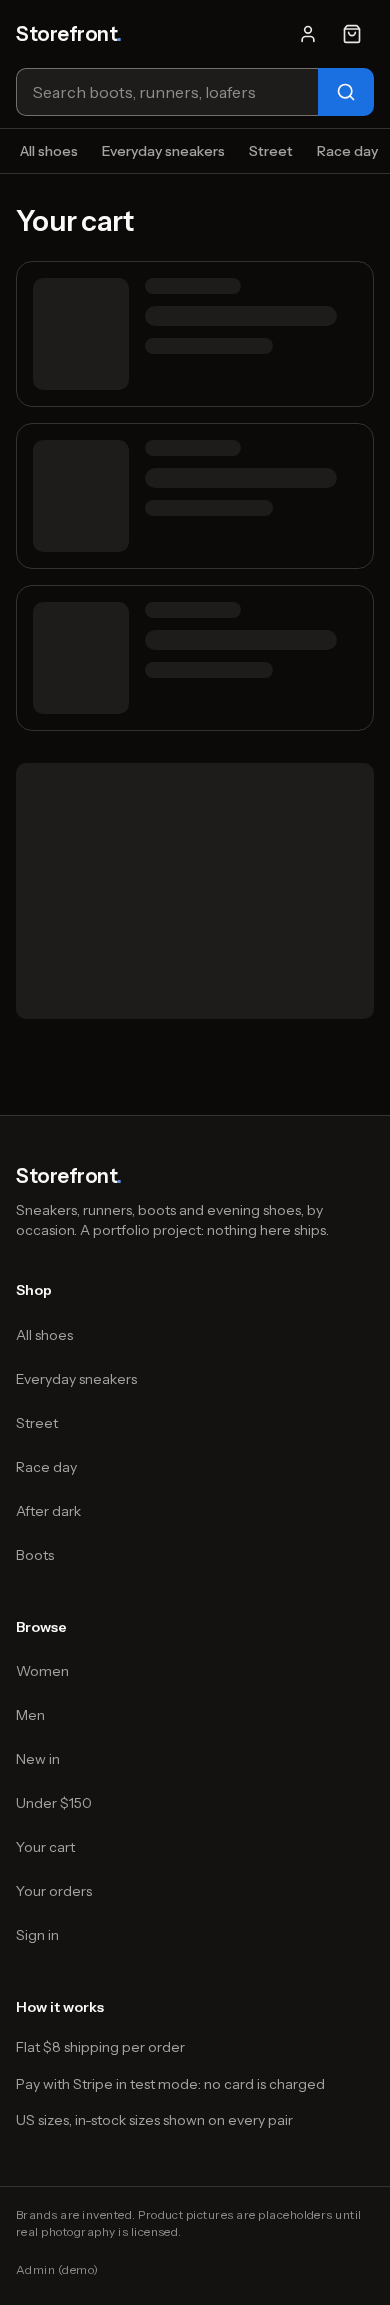 Storefront.
Search boots, runners, loafers
All shoes Everyday sneakers Street Race day
Your cart
Storefront.
Sneakers, runners, boots and evening shoes, by
occasion. A portfolio project: nothing here ships.
Shop
All shoes
Everyday sneakers
Street
Race day
After dark
Boots
Browse
Women
Men
New in
Under $150
Your cart
Your orders
Sign in
How it works
Flat $8 shipping per order
Pay with Stripe in test mode: no card is charged
US sizes, in-stock sizes shown on every pair
Brands are invented. Product pictures are placeholders until
real photography is licensed.
Admin (demo)